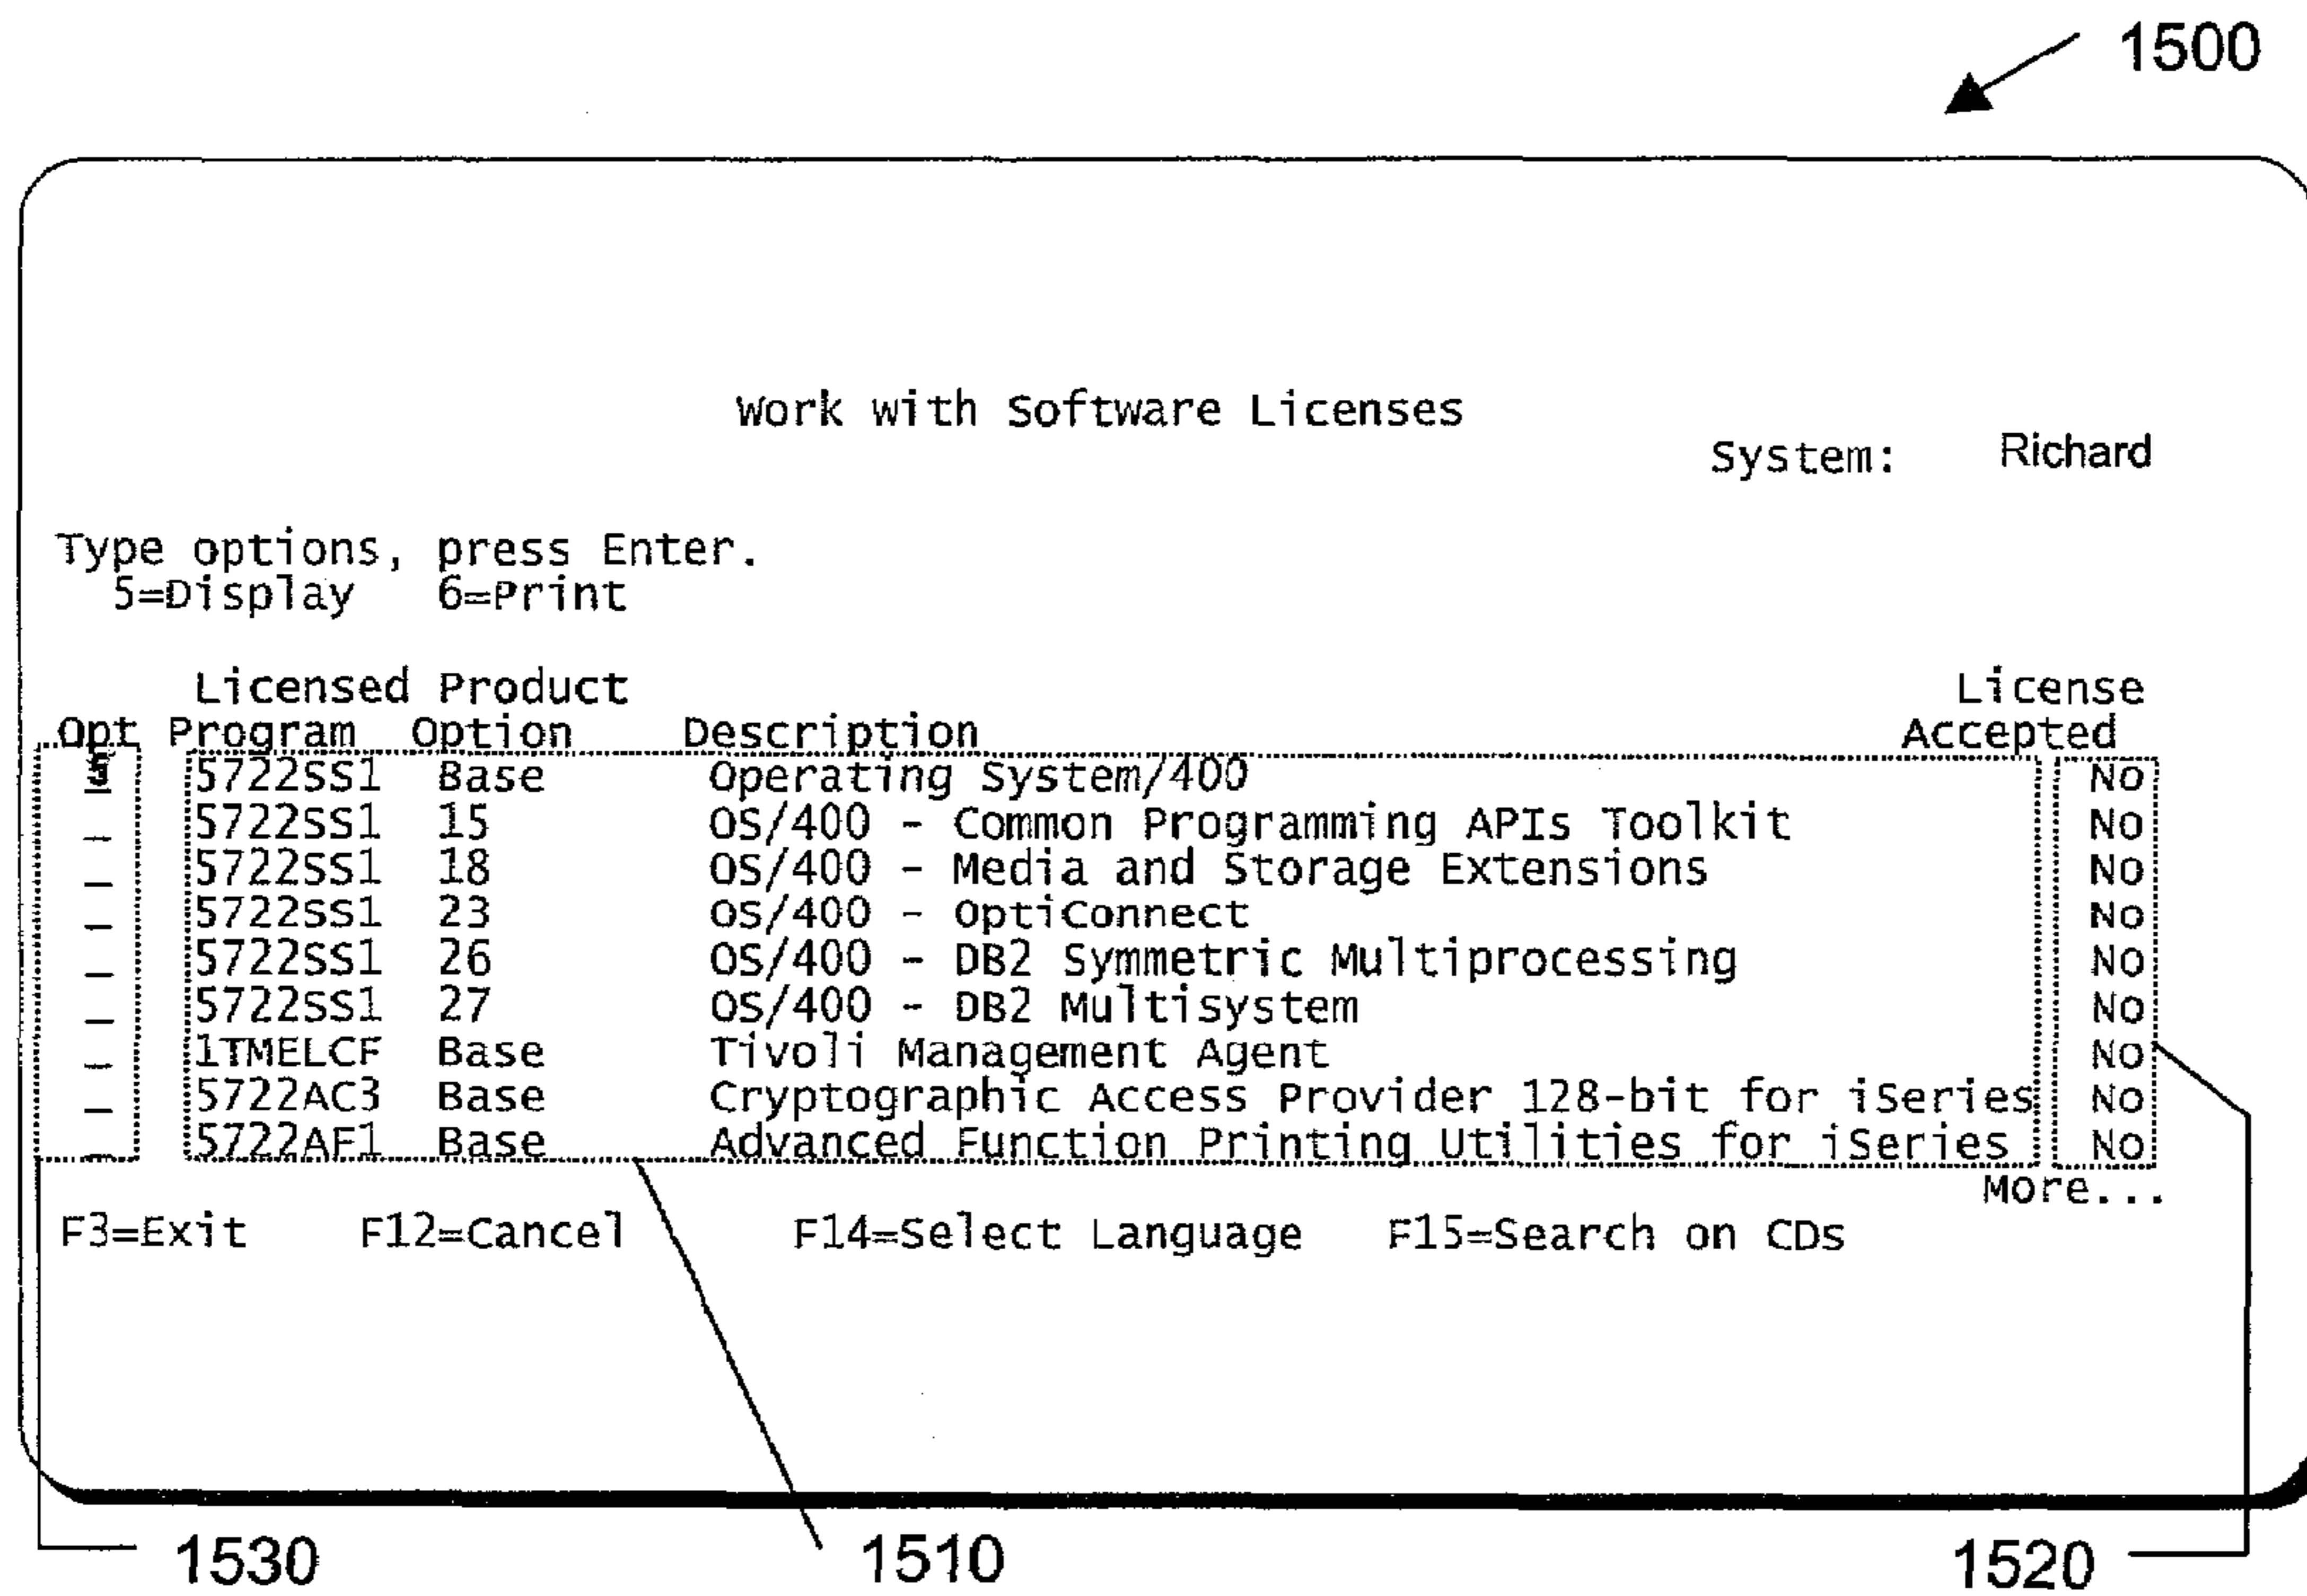 1500
Work with Software Licenses
System: Richard
Type options, press Enter.
5=Display 6=Print
Licensed Product License
Opt Program Option Description Accepted
5 5722SS1 Base Operating System/400 No
_ 5722SS1 15 OS/400 - Common Programming APIs Toolkit No
_ 5722SS1 18 OS/400 - Media and Storage Extensions No
_ 5722SS1 23 OS/400 - OptiConnect No
_ 5722SS1 26 OS/400 - DB2 Symmetric Multiprocessing No
_ 5722SS1 27 OS/400 - DB2 Multisystem No
_ 1TMELCF Base Tivoli Management Agent No
_ 5722AC3 Base Cryptographic Access Provider 128-bit for iSeries No
_ 5722AF1 Base Advanced Function Printing Utilities for iSeries No
More...
F3=Exit F12=Cancel F14=Select Language F15=Search on CDs
1530 1510 1520